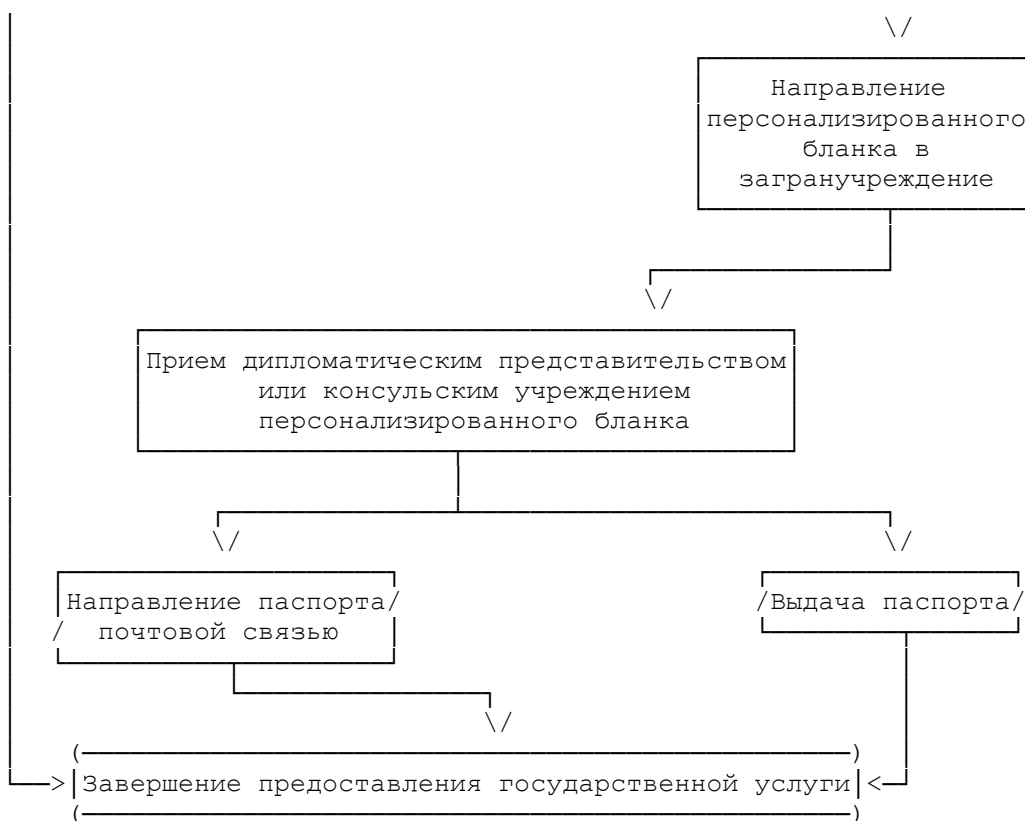 Направление
персонализированного
бланка в
загранучреждение
Прием дипломатическим представительством
или консульским учреждением
персонализированного бланка
Направление паспорта
почтовой связью
Выдача паспорта
Завершение предоставления государственной услуги